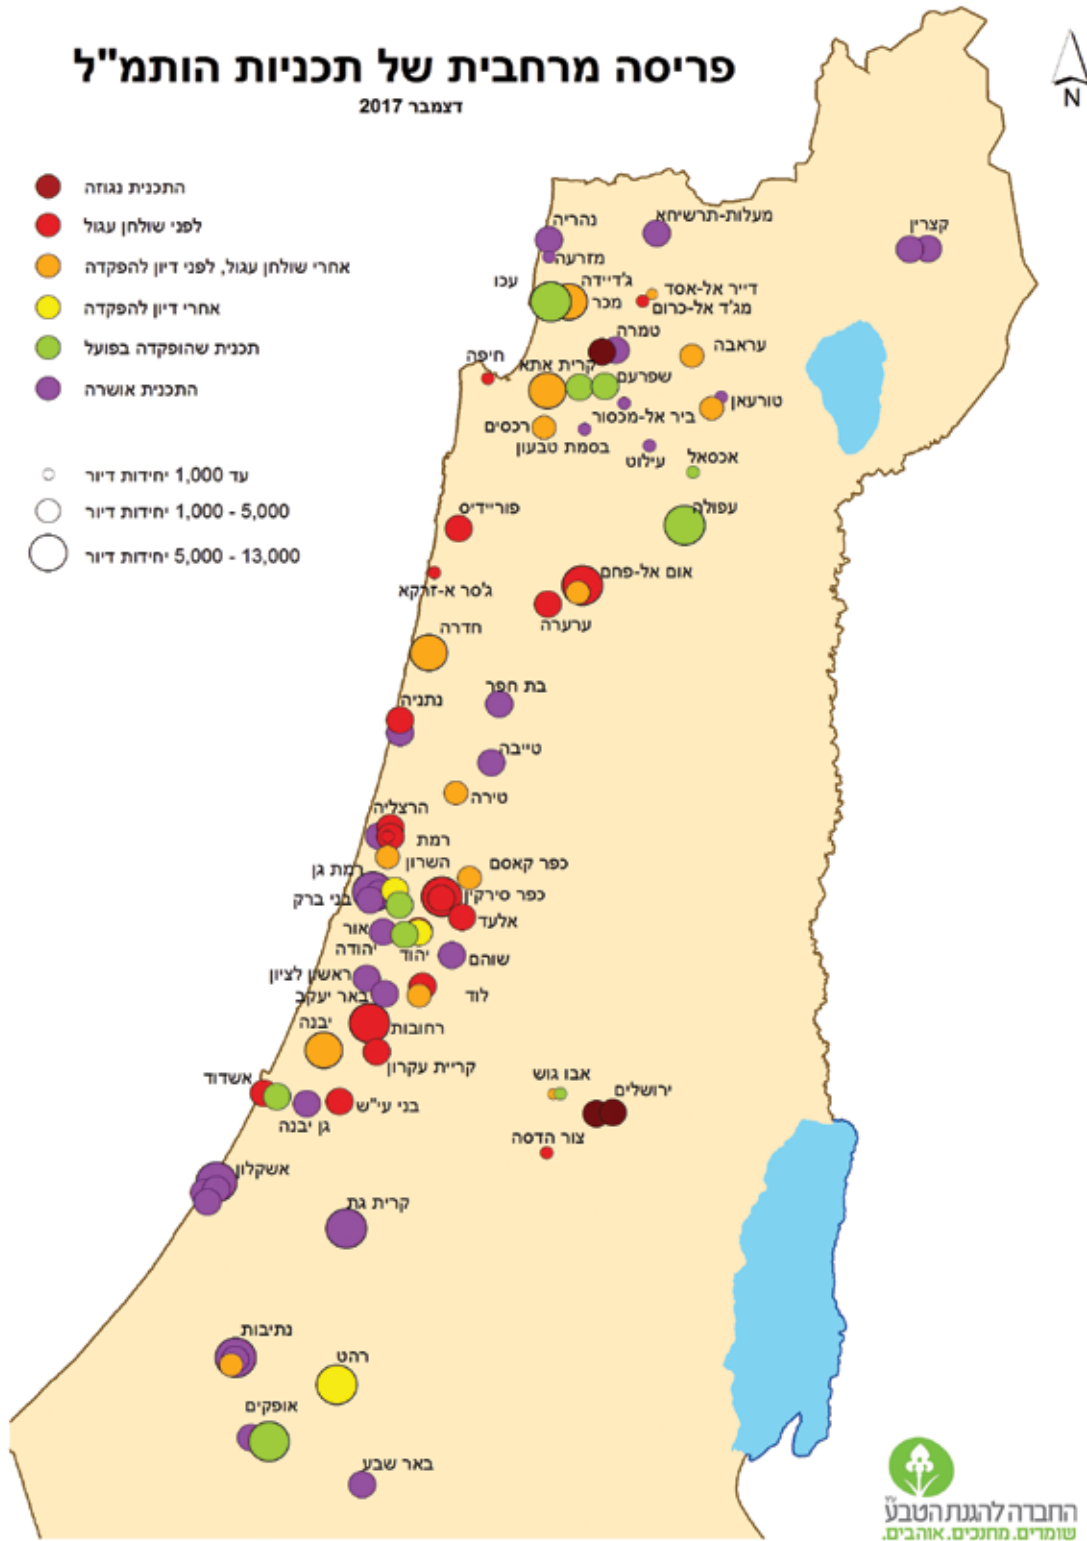 פריסה מרחבית של תכניות הותמ"ל
דצמבר 2017
N
התכנית נגוזה
לפני שולחן עגול
אחרי שולחן עגול, לפני דיון להפקדה
אחרי דיון להפקדה
תכנית שהופקדה בפועל
התכנית אושרה
עד 1,000 יחידות דיור
1,000 - 5,000 יחידות דיור
5,000 - 13,000 יחידות דיור
מעלות-תרשיחא
נהריה
קצרין
מזרעה
ג'דיידה
מכר
עכו
דייר אל-אסד
מג'ד אל-כרום
טמרה
עראבה
חיפה
קרית אתא
שפרעם
טורעאן
ביר אל-מכסור
רכסים
בסמת טבעון
עילוט
אכסאל
פוריידיס
עפולה
אום אל-פחם
ג'סר א-זרקא
ערערה
חדרה
בת חפר
נתניה
טייבה
טירה
הרצליה
רמת
השרון
כפר קאסם
רמת גן
כפר סירקין
בני ברק
אלעד
אור
יהודה
יהוד
שוהם
ראשון לציון
באר יעקב
לוד
יבנה
רחובות
קריית עקרון
אשדוד
אבו גוש
ירושלים
בני עי"ש
גן יבנה
צור הדסה
אשקלון
קרית גת
נתיבות
רהט
אופקים
באר שבע
החברה להגנת הטבע
שומרים. מחנכים. אוהבים.